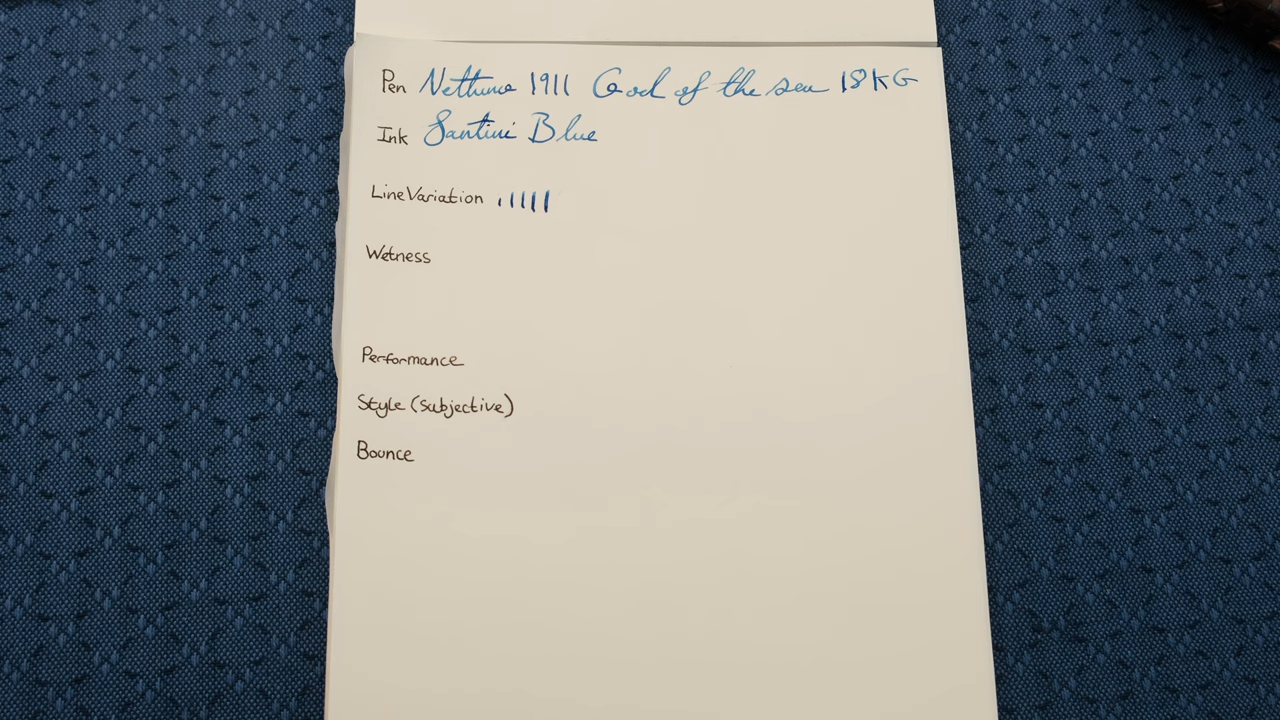 Pen Nettuno 1911 God of the sea 18KG
Ink Santini Blue
Line Variation
Wetness
Performance
Style (subjective)
Bounce